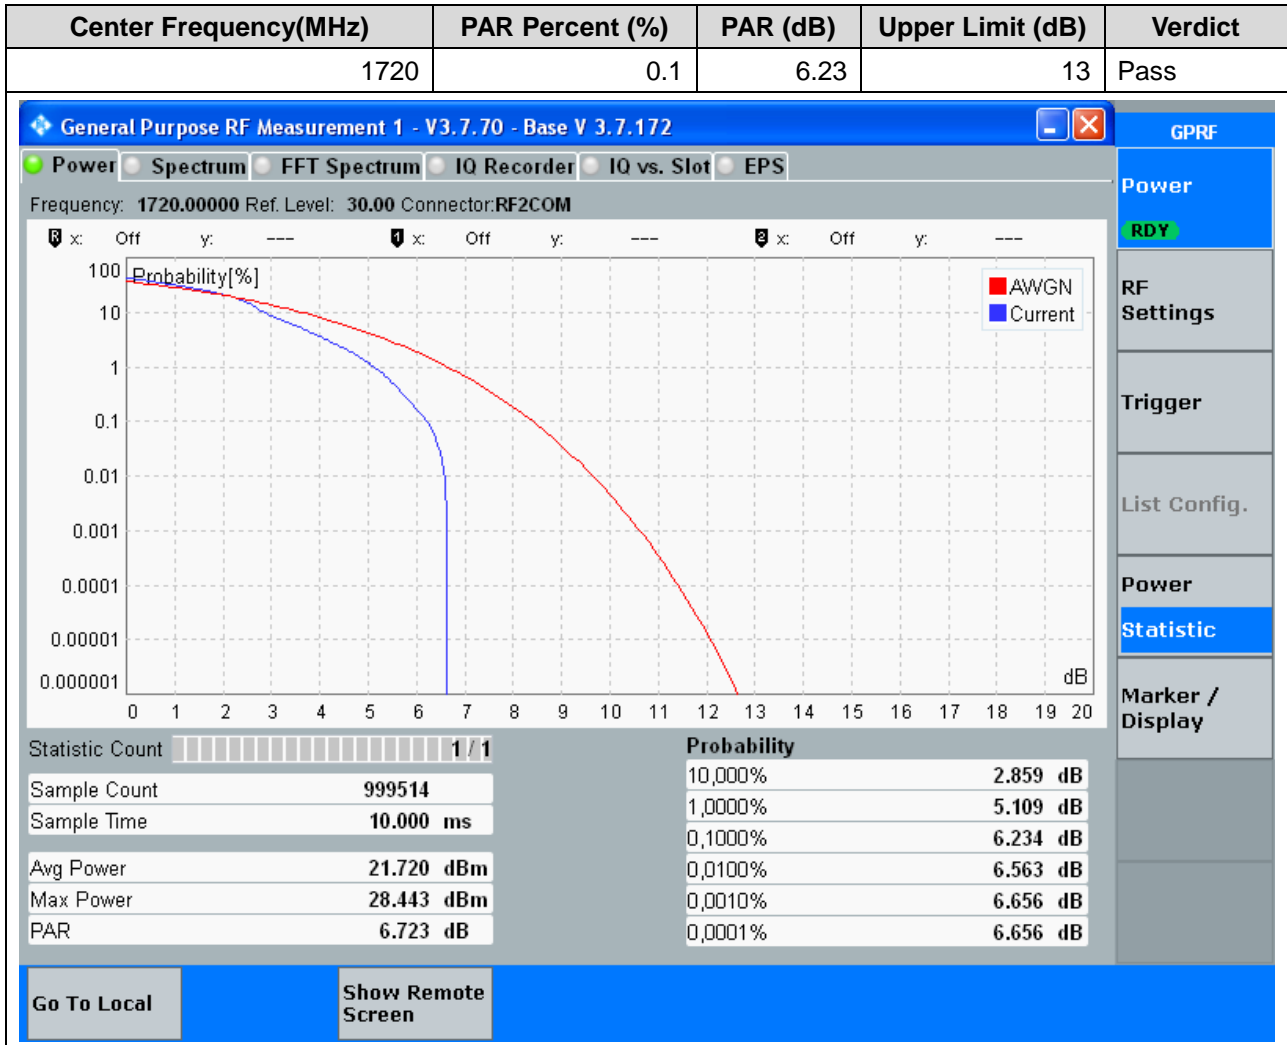 Center Frequency(MHz) PAR Percent (%) PAR (dB) Upper Limit (dB) Verdict
1720 0.1 6.23 13 Pass
General Purpose RF Measurement 1 - V3.7.70 - Base V 3.7.172
GPRF
Power Spectrum FFT Spectrum IQ Recorder IQ vs. Slot EPS
Frequency: 1720.00000 Ref. Level: 30.00 Connector:RF2COM
R x: Off y: --- 1 x: Off y: --- 2 x: Off y: ---
Probability[%]
AWGN
Current
100
10
1
0.1
0.01
0.001
0.0001
0.00001
0.000001
dB
0 1 2 3 4 5 6 7 8 9 10 11 12 13 14 15 16 17 18 19 20
Statistic Count 1 / 1
Sample Count 999514
Sample Time 10.000 ms
Avg Power 21.720 dBm
Max Power 28.443 dBm
PAR 6.723 dB
Probability
10,000% 2.859 dB
1,0000% 5.109 dB
0,1000% 6.234 dB
0,0100% 6.563 dB
0,0010% 6.656 dB
0,0001% 6.656 dB
Power
RDY
RF
Settings
Trigger
List Config.
Power
Statistic
Marker /
Display
Go To Local
Show Remote
Screen